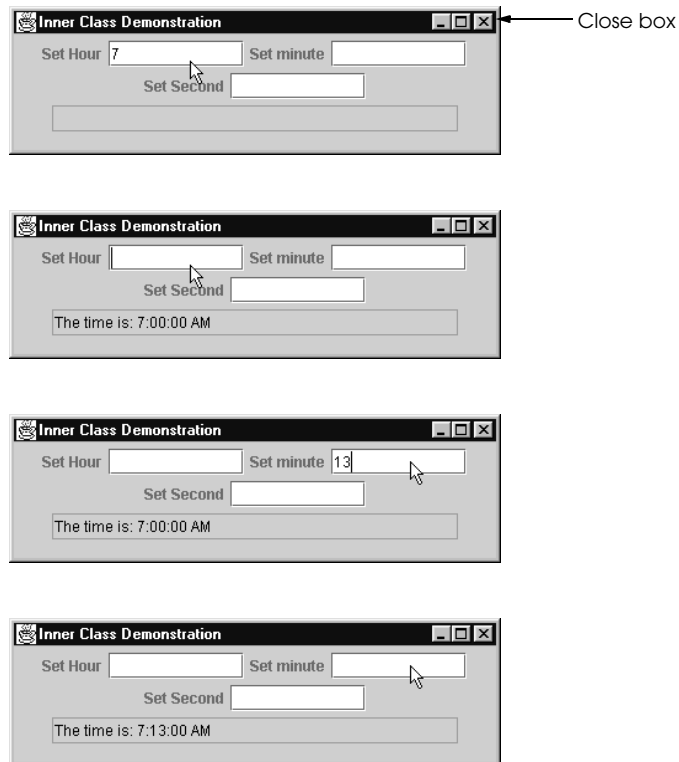 Inner Class Demonstration
Close box
Set Hour 7 Set minute
Set Second
Inner Class Demonstration
Set Hour Set minute
Set Second
The time is: 7:00:00 AM
Inner Class Demonstration
Set Hour Set minute 13
Set Second
The time is: 7:00:00 AM
Inner Class Demonstration
Set Hour Set minute
Set Second
The time is: 7:13:00 AM